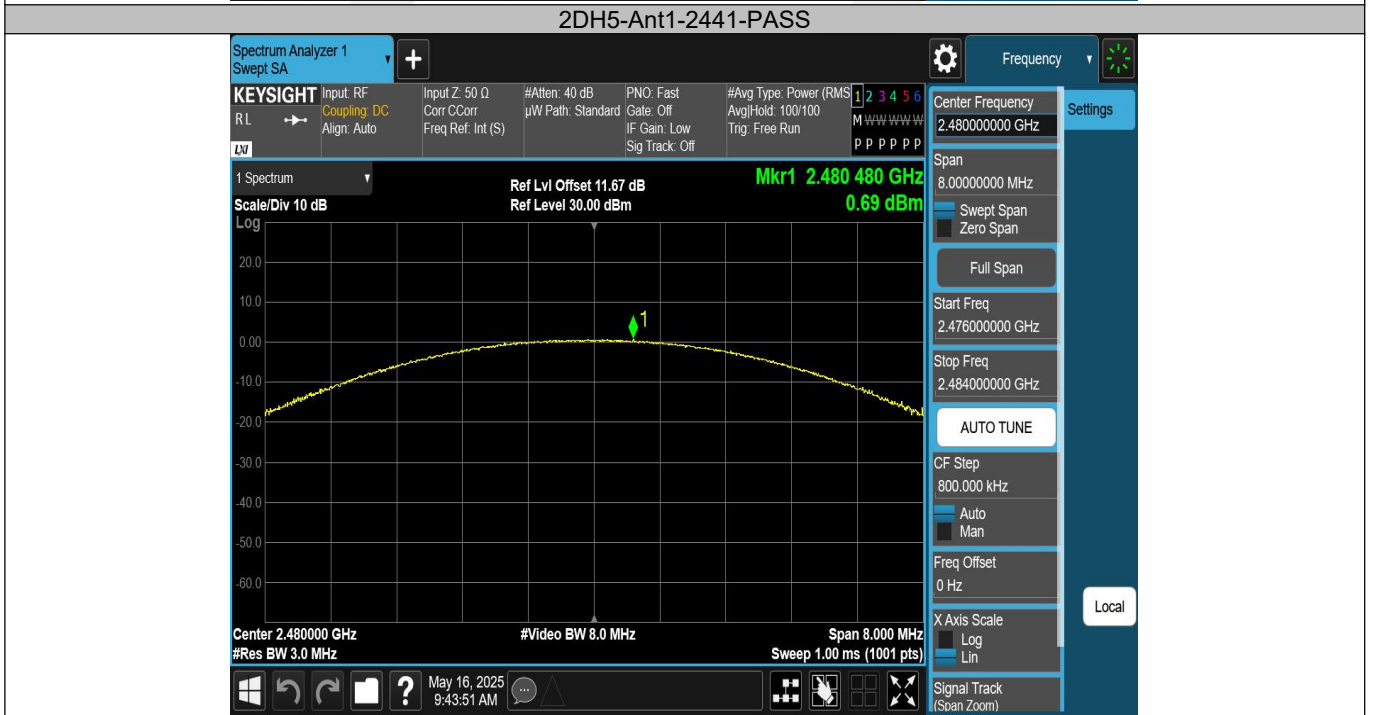 2DH5-Ant1-2441-PASS
Spectrum Analyzer 1
Swept SA
+
Frequency
KEYSIGHT
RL
LXI
Input: RF
Coupling: DC
Align: Auto
Input Z: 50 Ω
Corr CCorr
Freq Ref: Int (S)
#Atten: 40 dB
µW Path: Standard
PNO: Fast
Gate: Off
IF Gain: Low
Sig Track: Off
#Avg Type: Power (RMS
Avg|Hold: 100/100
Trig: Free Run
1 2 3 4 5 6
M W W W W W
P P P P P P
1 Spectrum
Scale/Div 10 dB
Log
Ref Lvl Offset 11.67 dB
Ref Level 30.00 dBm
Mkr1 2.480 480 GHz
0.69 dBm
20.0
10.0
0.00
-10.0
-20.0
-30.0
-40.0
-50.0
-60.0
1
Center 2.480000 GHz
#Res BW 3.0 MHz
#Video BW 8.0 MHz
Span 8.000 MHz
Sweep 1.00 ms (1001 pts)
?
May 16, 2025
9:43:51 AM
Center Frequency
2.480000000 GHz
Span
8.00000000 MHz
Swept Span
Zero Span
Full Span
Start Freq
2.476000000 GHz
Stop Freq
2.484000000 GHz
AUTO TUNE
CF Step
800.000 kHz
Auto
Man
Freq Offset
0 Hz
X Axis Scale
Log
Lin
Signal Track
(Span Zoom)
Settings
Local